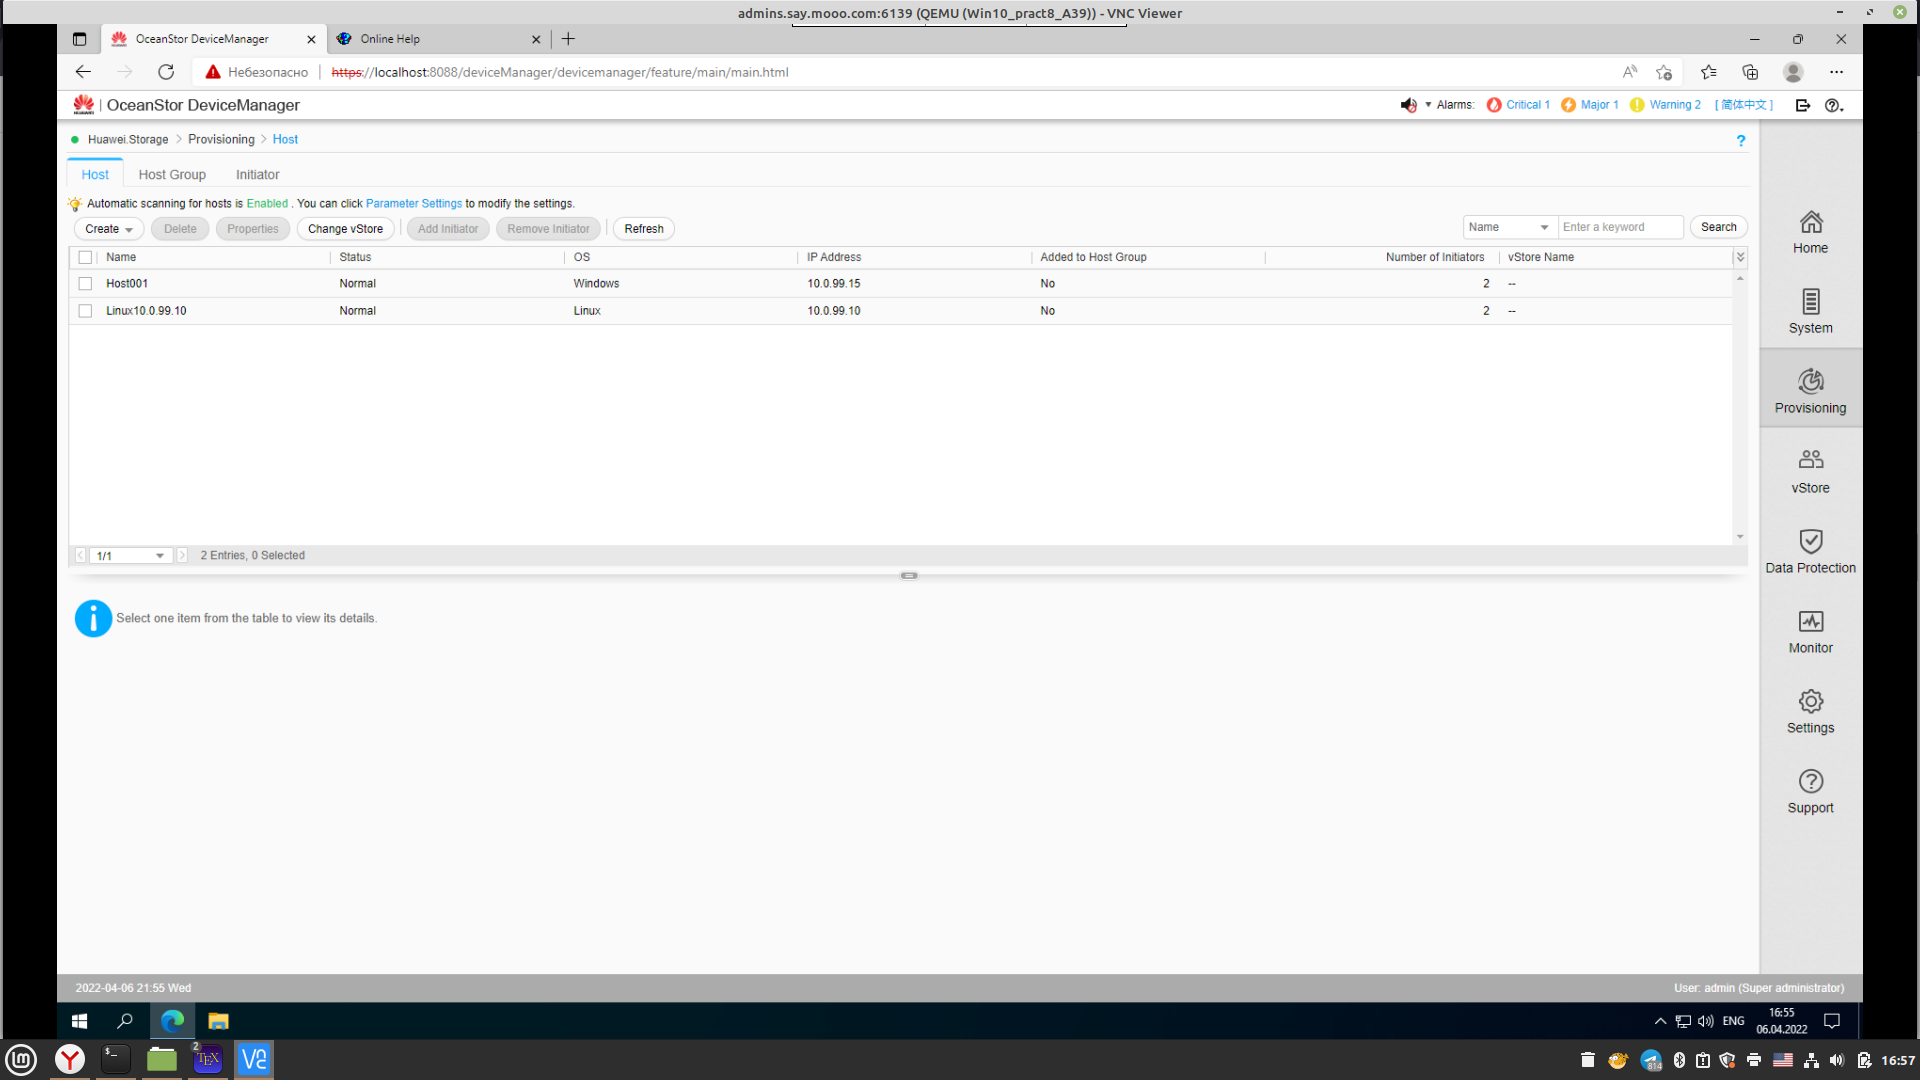 admins.say.mooo.com:6139 (QEMU (Win10_pract8_A39)) - VNC Viewer
OceanStor DeviceManager
Online Help
Небезопасно
https://localhost:8088/deviceManager/devicemanager/feature/main/main.html
HUAWEI | OceanStor DeviceManager
Alarms: Critical 1 Major 1 Warning 2 [ 简体中文 ]
Huawei.Storage > Provisioning > Host
?
Host Host Group Initiator
Automatic scanning for hosts is Enabled . You can click Parameter Settings to modify the settings.
Create Delete Properties Change vStore Add Initiator Remove Initiator Refresh
Name Enter a keyword Search
Name Status OS IP Address Added to Host Group Number of Initiators vStore Name
Host001 Normal Windows 10.0.99.15 No 2 --
Linux10.0.99.10 Normal Linux 10.0.99.10 No 2 --
1/1 2 Entries, 0 Selected
Select one item from the table to view its details.
Home
System
Provisioning
vStore
Data Protection
Monitor
Settings
Support
2022-04-06 21:55 Wed
User: admin (Super administrator)
ENG
16:55
06.04.2022
2
TEX
814
16:57